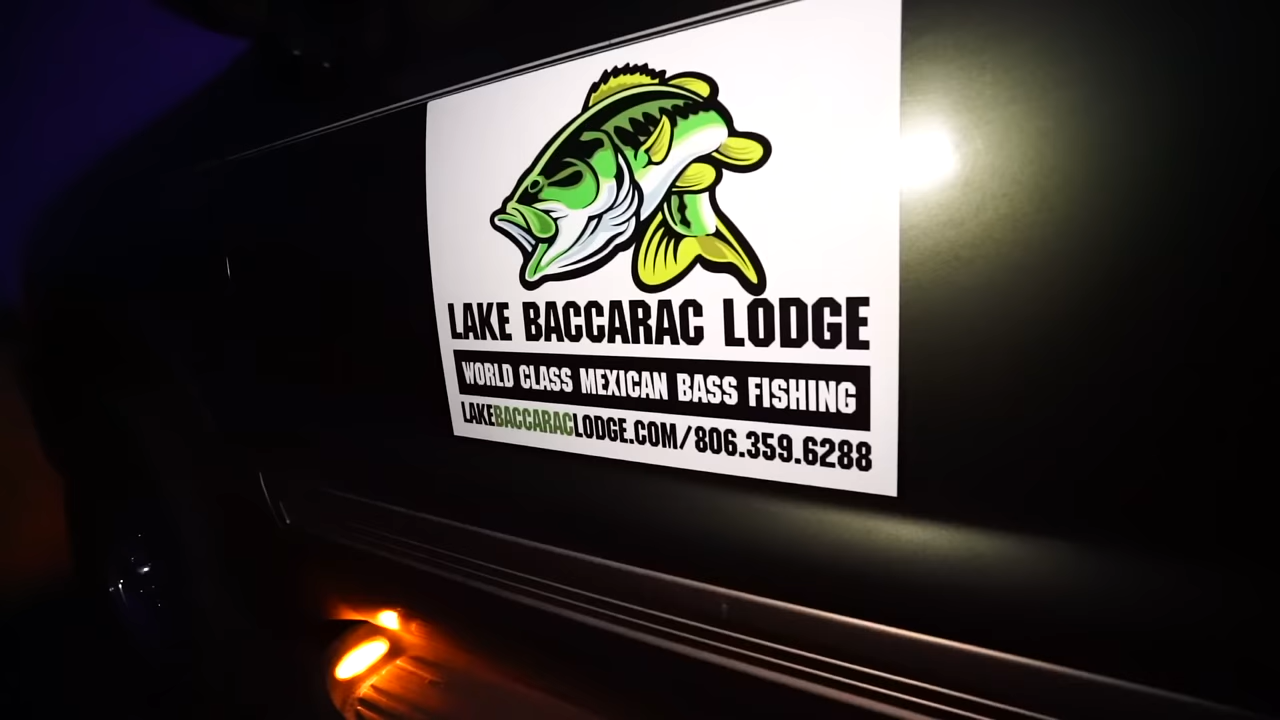 LAKE BACCARAC LODGE
WORLD CLASS MEXICAN BASS FISHING
LAKEBACCARACLODGE.COM/806.359.6288